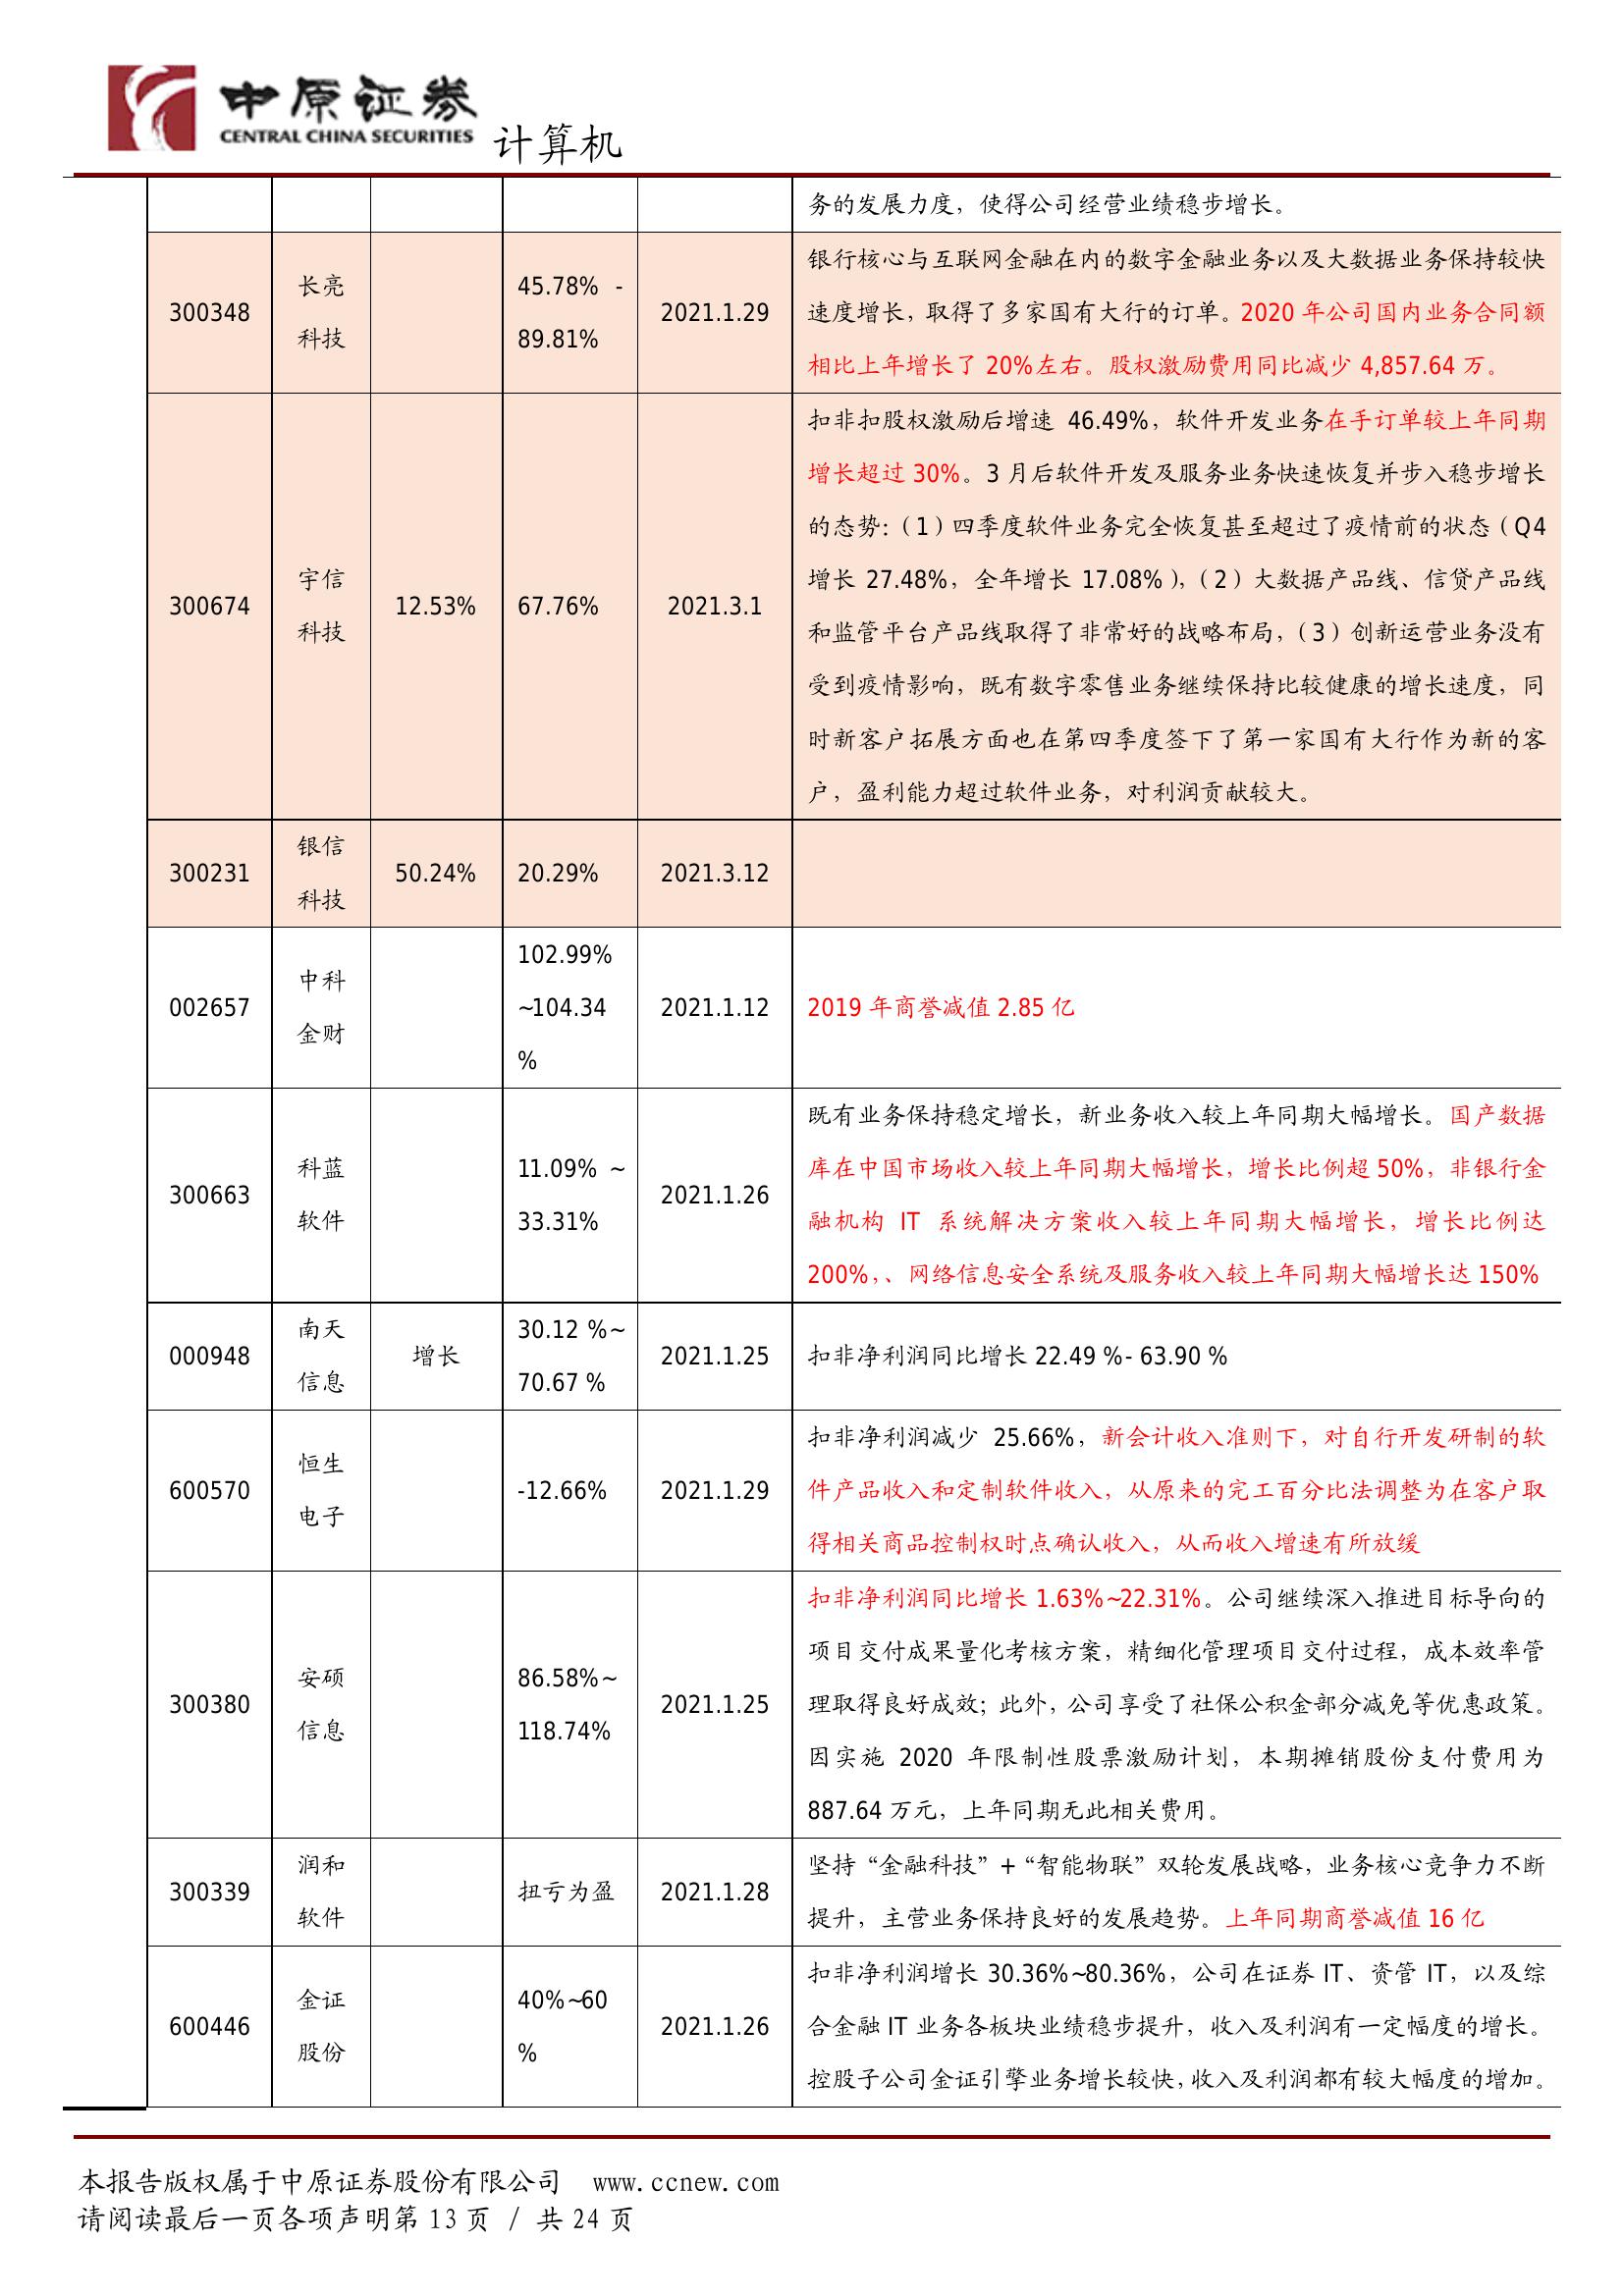 中原证券
CENTRAL CHINA SECURITIES
计算机
务的发展力度，使得公司经营业绩稳步增长。
300348
长亮
科技
45.78% -
89.81%
2021.1.29
银行核心与互联网金融在内的数字金融业务以及大数据业务保持较快
速度增长，取得了多家国有大行的订单。2020 年公司国内业务合同额
相比上年增长了 20%左右。股权激励费用同比减少 4,857.64 万。
300674
宇信
科技
12.53%
67.76%
2021.3.1
扣非扣股权激励后增速 46.49%，软件开发业务在手订单较上年同期
增长超过 30%。3 月后软件开发及服务业务快速恢复并步入稳步增长
的态势：（1）四季度软件业务完全恢复甚至超过了疫情前的状态（Q4
增长 27.48%，全年增长 17.08%），（2）大数据产品线、信贷产品线
和监管平台产品线取得了非常好的战略布局，（3）创新运营业务没有
受到疫情影响，既有数字零售业务继续保持比较健康的增长速度，同
时新客户拓展方面也在第四季度签下了第一家国有大行作为新的客
户，盈利能力超过软件业务，对利润贡献较大。
300231
银信
科技
50.24%
20.29%
2021.3.12
002657
中科
金财
102.99%
~104.34
%
2021.1.12
2019 年商誉减值 2.85 亿
300663
科蓝
软件
11.09% ~
33.31%
2021.1.26
既有业务保持稳定增长，新业务收入较上年同期大幅增长。国产数据
库在中国市场收入较上年同期大幅增长，增长比例超 50%，非银行金
融机构 IT 系统解决方案收入较上年同期大幅增长，增长比例达
200%，、网络信息安全系统及服务收入较上年同期大幅增长达 150%
000948
南天
信息
增长
30.12 %~
70.67 %
2021.1.25
扣非净利润同比增长 22.49 %- 63.90 %
600570
恒生
电子
-12.66%
2021.1.29
扣非净利润减少 25.66%，新会计收入准则下，对自行开发研制的软
件产品收入和定制软件收入，从原来的完工百分比法调整为在客户取
得相关商品控制权时点确认收入，从而收入增速有所放缓
300380
安硕
信息
86.58%~
118.74%
2021.1.25
扣非净利润同比增长 1.63%~22.31%。公司继续深入推进目标导向的
项目交付成果量化考核方案，精细化管理项目交付过程，成本效率管
理取得良好成效；此外，公司享受了社保公积金部分减免等优惠政策。
因实施 2020 年限制性股票激励计划，本期摊销股份支付费用为
887.64 万元，上年同期无此相关费用。
300339
润和
软件
扭亏为盈
2021.1.28
坚持“金融科技”+“智能物联”双轮发展战略，业务核心竞争力不断
提升，主营业务保持良好的发展趋势。上年同期商誉减值 16 亿
600446
金证
股份
40%~60
%
2021.1.26
扣非净利润增长 30.36%~80.36%，公司在证券 IT、资管 IT，以及综
合金融 IT 业务各板块业绩稳步提升，收入及利润有一定幅度的增长。
控股子公司金证引擎业务增长较快，收入及利润都有较大幅度的增加。
本报告版权属于中原证券股份有限公司 www.ccnew.com
请阅读最后一页各项声明第 13 页 / 共 24 页